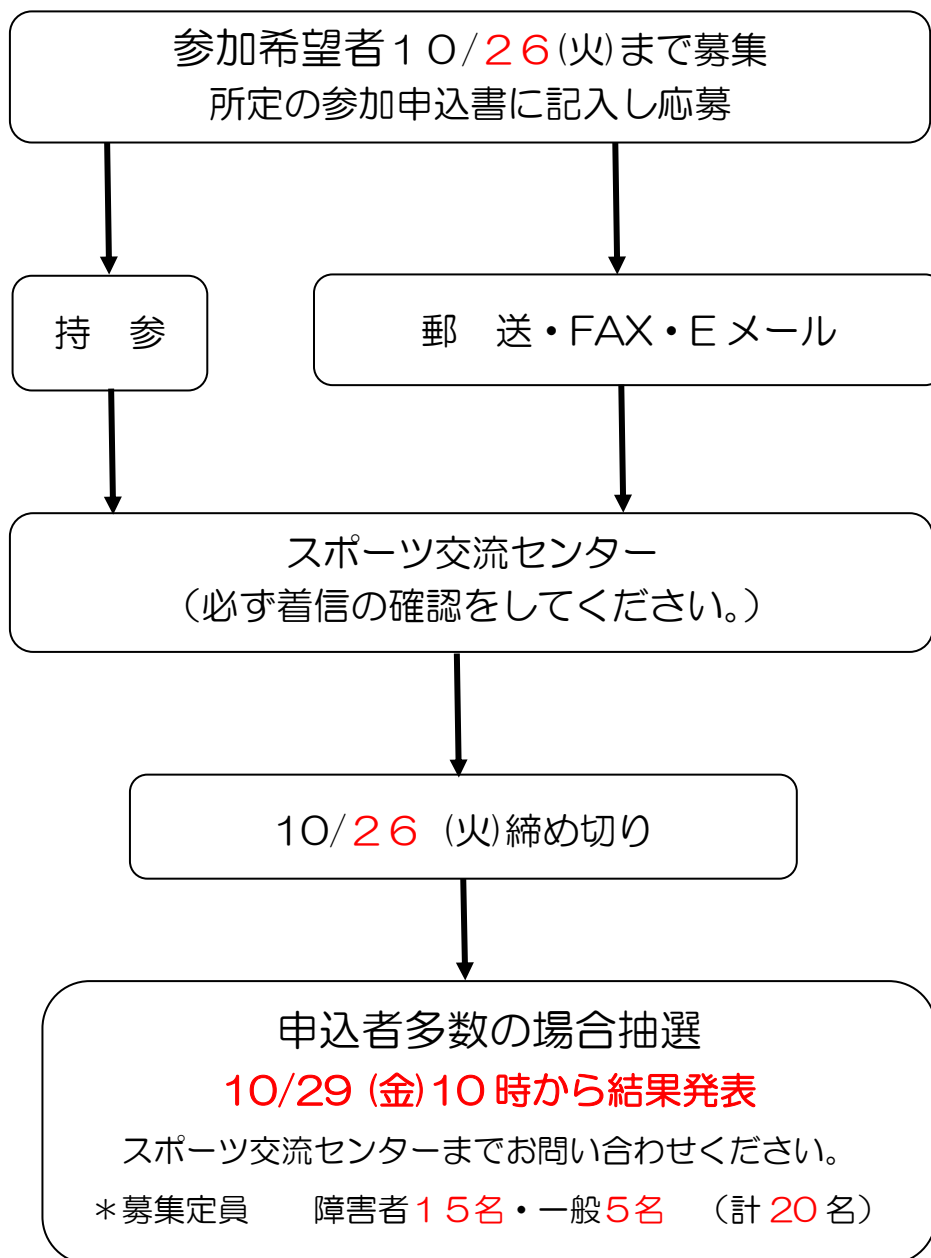 参加希望者１０/２６(火)まで募集
所定の参加申込書に記入し応募
持　参
郵　送・FAX・Eメール
スポーツ交流センター
（必ず着信の確認をしてください。）
10/２６ (火)締め切り
申込者多数の場合抽選
10/29 (金)10時から結果発表
スポーツ交流センターまでお問い合わせください。
＊募集定員　　障害者１５名・一般５名　（計20名）